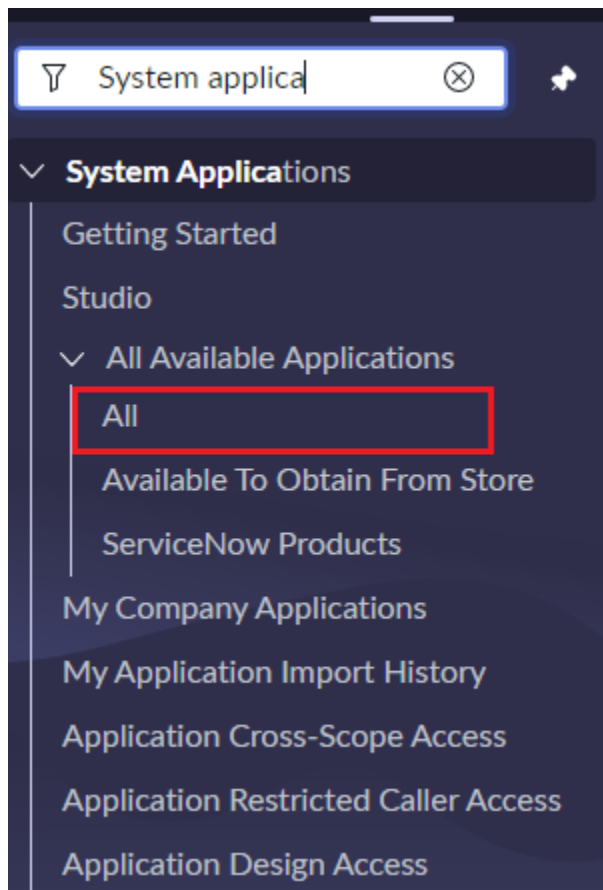 System applica
System Applications
Getting Started
Studio
All Available Applications
All
Available To Obtain From Store
ServiceNow Products
My Company Applications
My Application Import History
Application Cross-Scope Access
Application Restricted Caller Access
Application Design Access